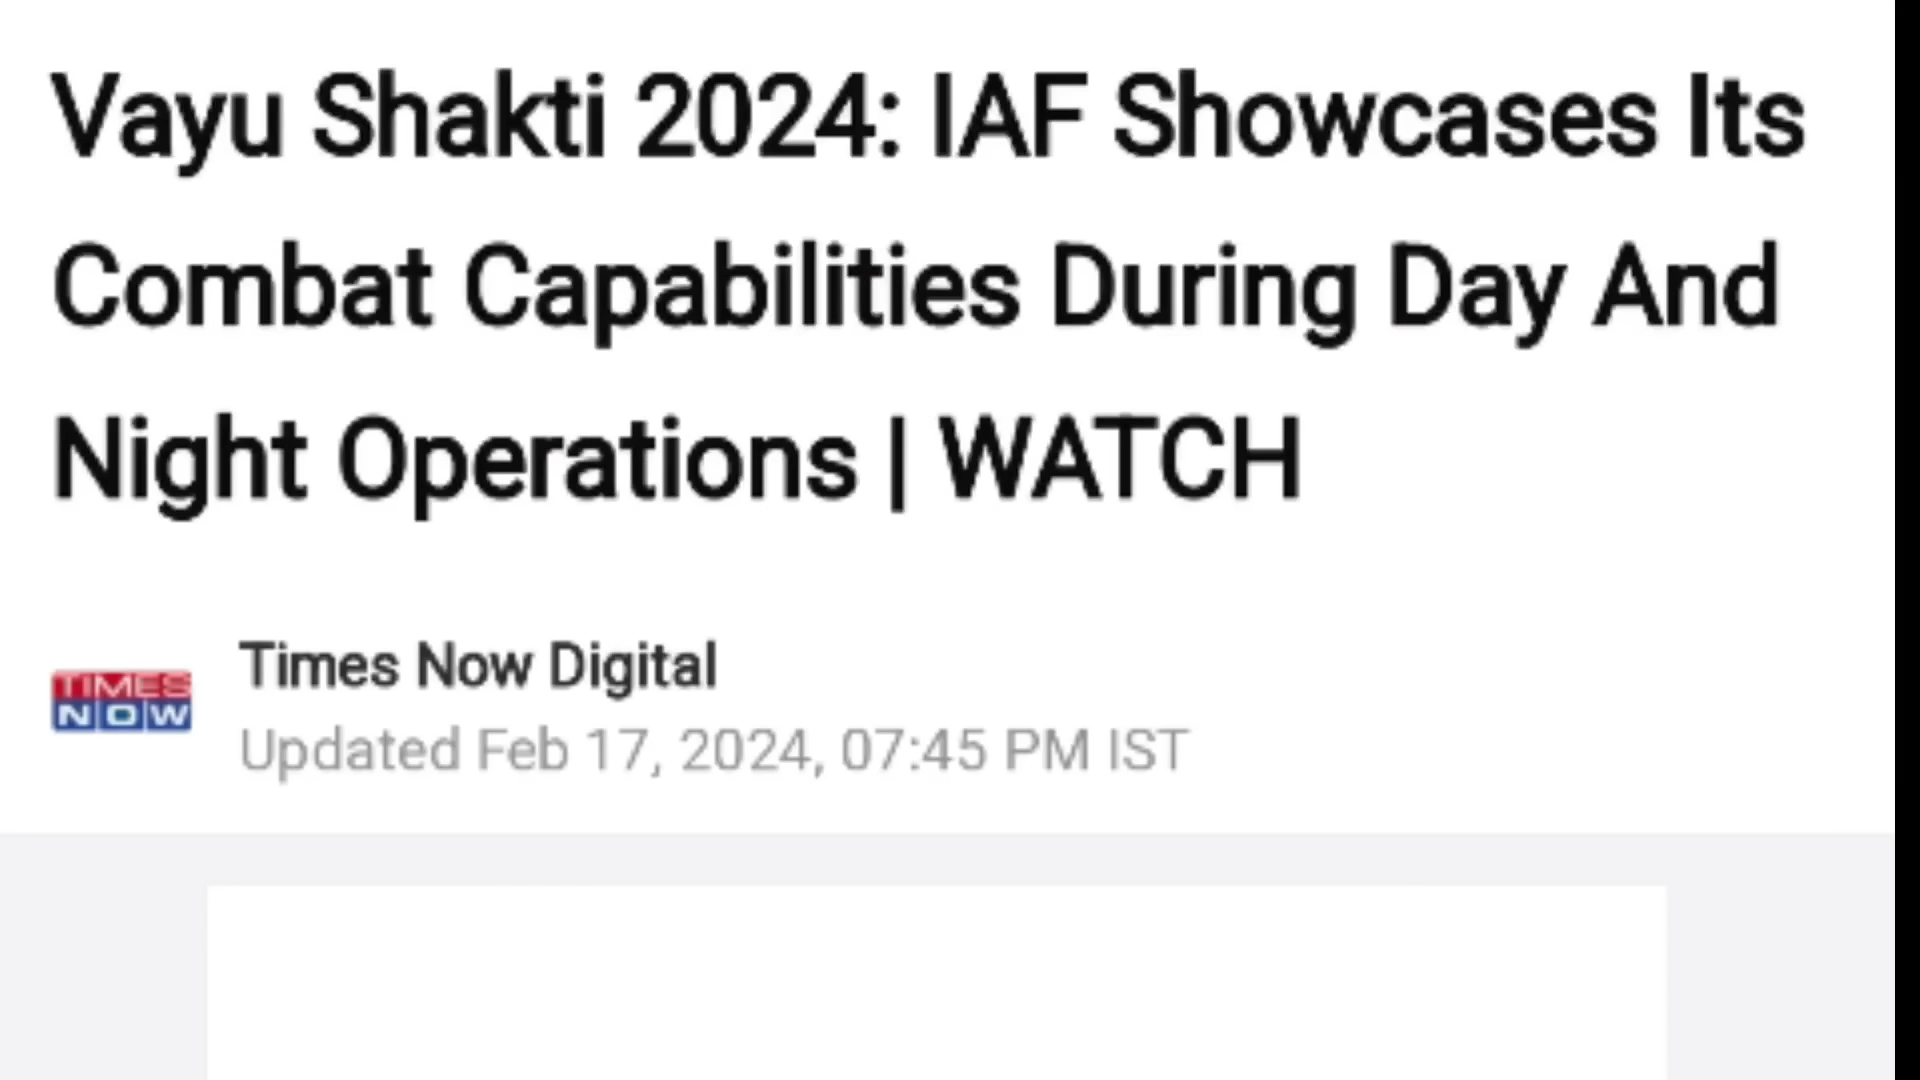 Vayu Shakti 2024: IAF Showcases Its
Combat Capabilities During Day And
Night Operations | WATCH
TIMES
NOW
Times Now Digital
Updated Feb 17, 2024, 07:45 PM IST